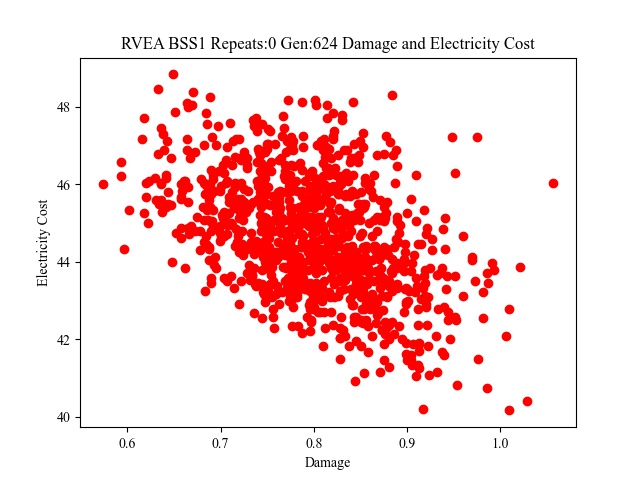 RVEA BSS1 Repeats:0 Gen:624 Damage and Electricity Cost
48
46
44
42
40
Electricity Cost
0.6 0.7 0.8 0.9 1.0
Damage